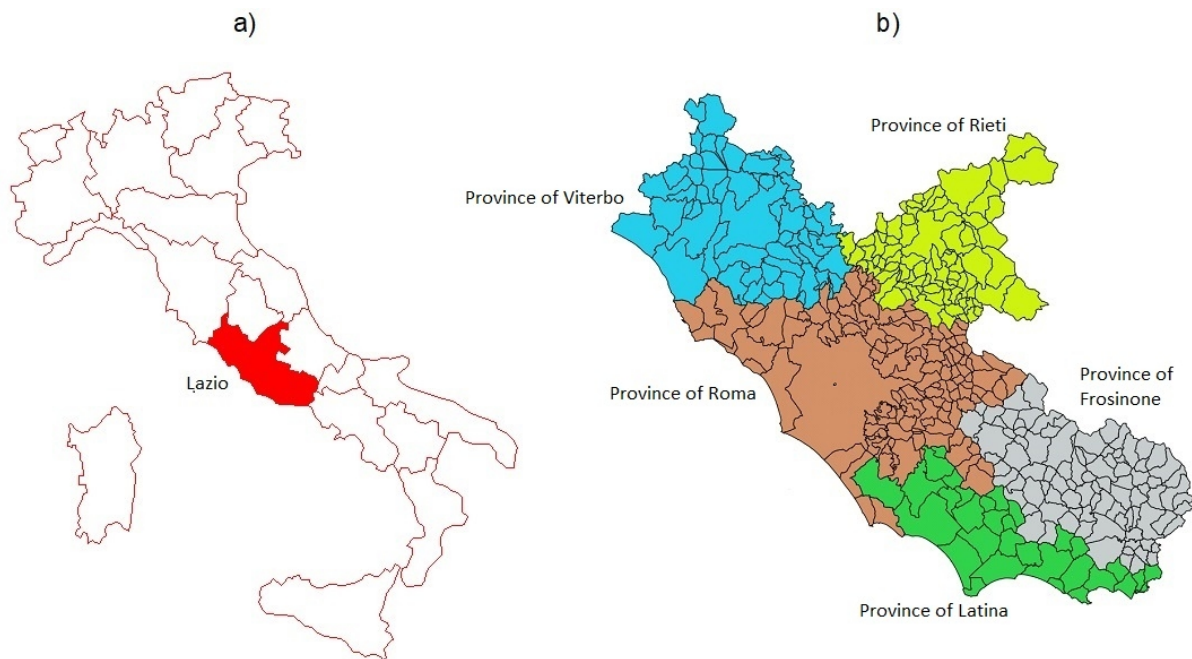 a)
b)
Province of Rieti
Province of Viterbo
Lazio
Province of Roma
Province of
Frosinone
Province of Latina